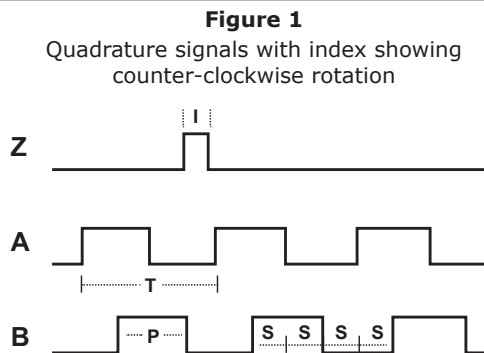 Figure 1
Quadrature signals with index showing
counter-clockwise rotation
I
Z
A
T
B
P
S S S S